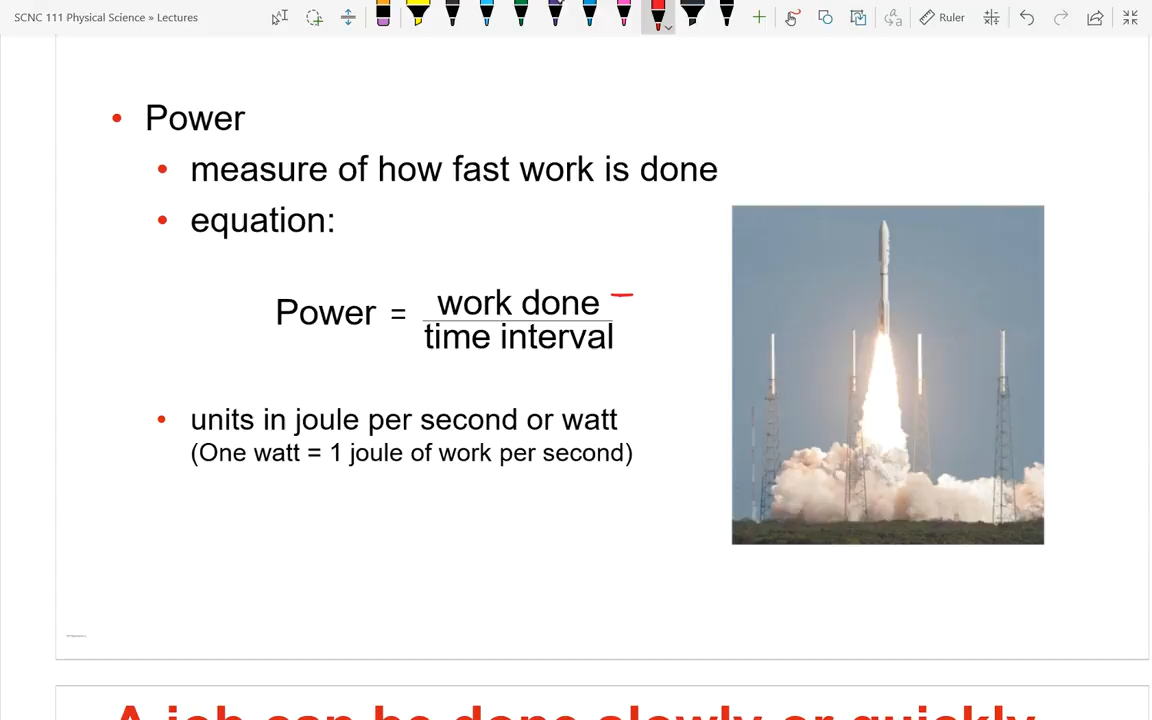 SCNC 111 Physical Science » Lectures
Ruler
• Power
• measure of how fast work is done
• equation:
Power = work done
time interval
• units in joule per second or watt
(One watt = 1 joule of work per second)
A job can be done slowly or quickly